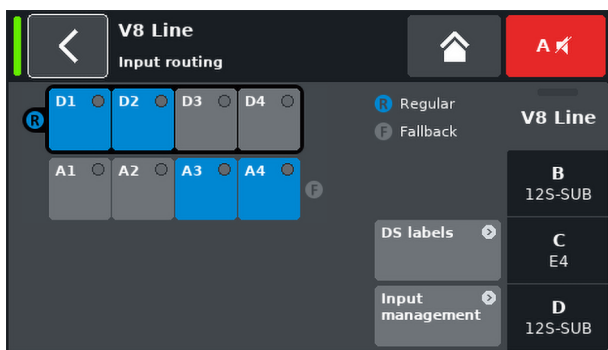 V8 Line
Input routing
A
D1 D2 D3 D4
R
A1 A2 A3 A4
F
R Regular
F Fallback
DS labels
Input
management
V8 Line
B
12S-SUB
C
E4
D
12S-SUB